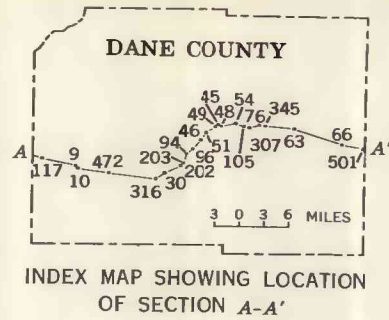 DANE COUNTY
45 48 54
49 76 345
46
94
A 9 203 96 51 307 63 66 A'
117 472 202 105 501
10 316 30
3 0 3 6 MILES
INDEX MAP SHOWING LOCATION
OF SECTION A-A'